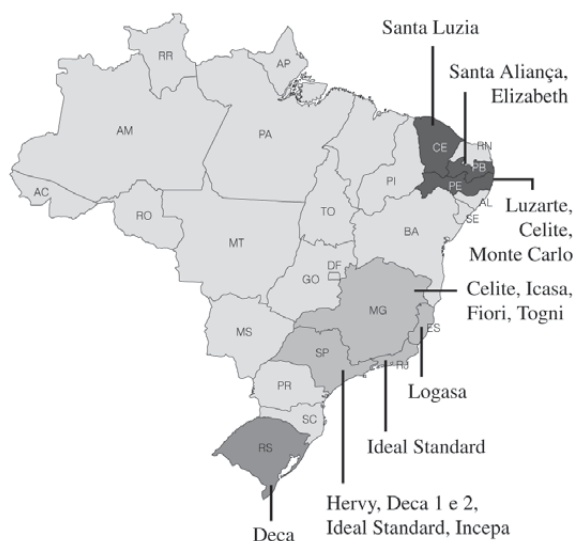 Santa Luzia
Santa Aliança,
Elizabeth
AP
RR
AM
PA
CE
RN
PB
PE
AL
SE
PI
AC
RO
TO
MT
BA
Luzarte,
Celite,
Monte Carlo
DF
GO
Celite, Icasa,
Fiori, Togni
MG
MS
ES
SP
RJ
Logasa
PR
SC
RS
Ideal Standard
Hervy, Deca 1 e 2,
Ideal Standard, Incepa
Deca